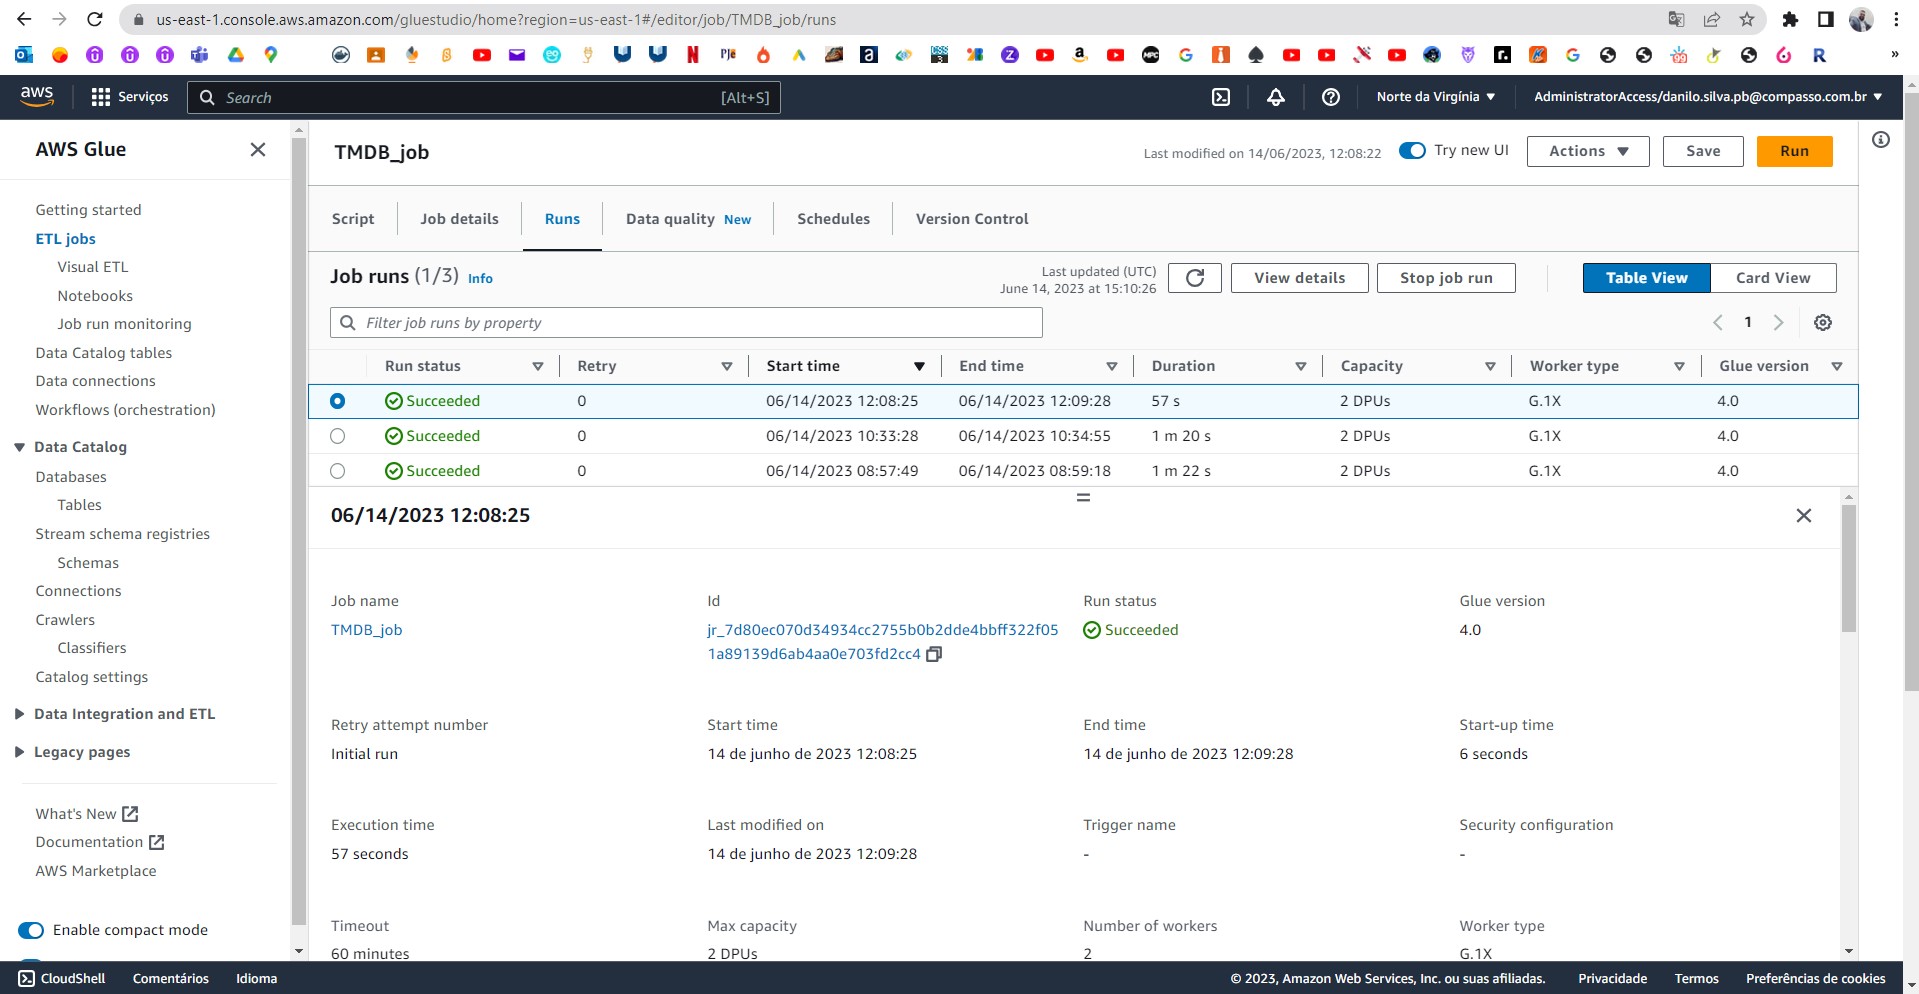 us-east-1.console.aws.amazon.com/gluestudio/home?region=us-east-1#/editor/job/TMDB_job/runs
aws Serviços Search [Alt+S] Norte da Virgínia AdministratorAccess/danilo.silva.pb@compasso.com.br
AWS Glue
Getting started
ETL jobs
Visual ETL
Notebooks
Job run monitoring
Data Catalog tables
Data connections
Workflows (orchestration)
Data Catalog
Databases
Tables
Stream schema registries
Schemas
Connections
Crawlers
Classifiers
Catalog settings
Data Integration and ETL
Legacy pages
What's New
Documentation
AWS Marketplace
Enable compact mode
TMDB_job Last modified on 14/06/2023, 12:08:22 Try new UI Actions Save Run
Script Job details Runs Data quality New Schedules Version Control
Job runs (1/3) Info Last updated (UTC) View details Stop job run Table View Card View
June 14, 2023 at 15:10:26
Filter job runs by property 1
Run status Retry Start time End time Duration Capacity Worker type Glue version
Succeeded 0 06/14/2023 12:08:25 06/14/2023 12:09:28 57 s 2 DPUs G.1X 4.0
Succeeded 0 06/14/2023 10:33:28 06/14/2023 10:34:55 1 m 20 s 2 DPUs G.1X 4.0
Succeeded 0 06/14/2023 08:57:49 06/14/2023 08:59:18 1 m 22 s 2 DPUs G.1X 4.0
06/14/2023 12:08:25
Job name Id Run status Glue version
TMDB_job jr_7d80ec070d34934cc2755b0b2dde4bbff322f05 Succeeded 4.0
1a89139d6ab4aa0e703fd2cc4
Retry attempt number Start time End time Start-up time
Initial run 14 de junho de 2023 12:08:25 14 de junho de 2023 12:09:28 6 seconds
Execution time Last modified on Trigger name Security configuration
57 seconds 14 de junho de 2023 12:09:28 - -
Timeout Max capacity Number of workers Worker type
60 minutes 2 DPUs 2 G.1X
CloudShell Comentários Idioma © 2023, Amazon Web Services, Inc. ou suas afiliadas. Privacidade Termos Preferências de cookies